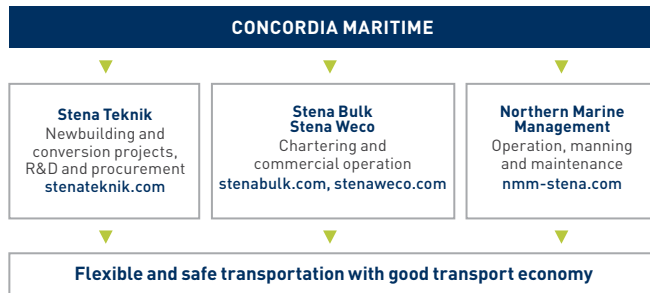 CONCORDIA MARITIME
Stena Teknik
Newbuilding and
conversion projects,
R&D and procurement
stenateknik.com
Stena Bulk
Stena Weco
Chartering and
commercial operation
stenabulk.com, stenaweco.com
Northern Marine
Management
Operation, manning
and maintenance
nmm-stena.com
Flexible and safe transportation with good transport economy